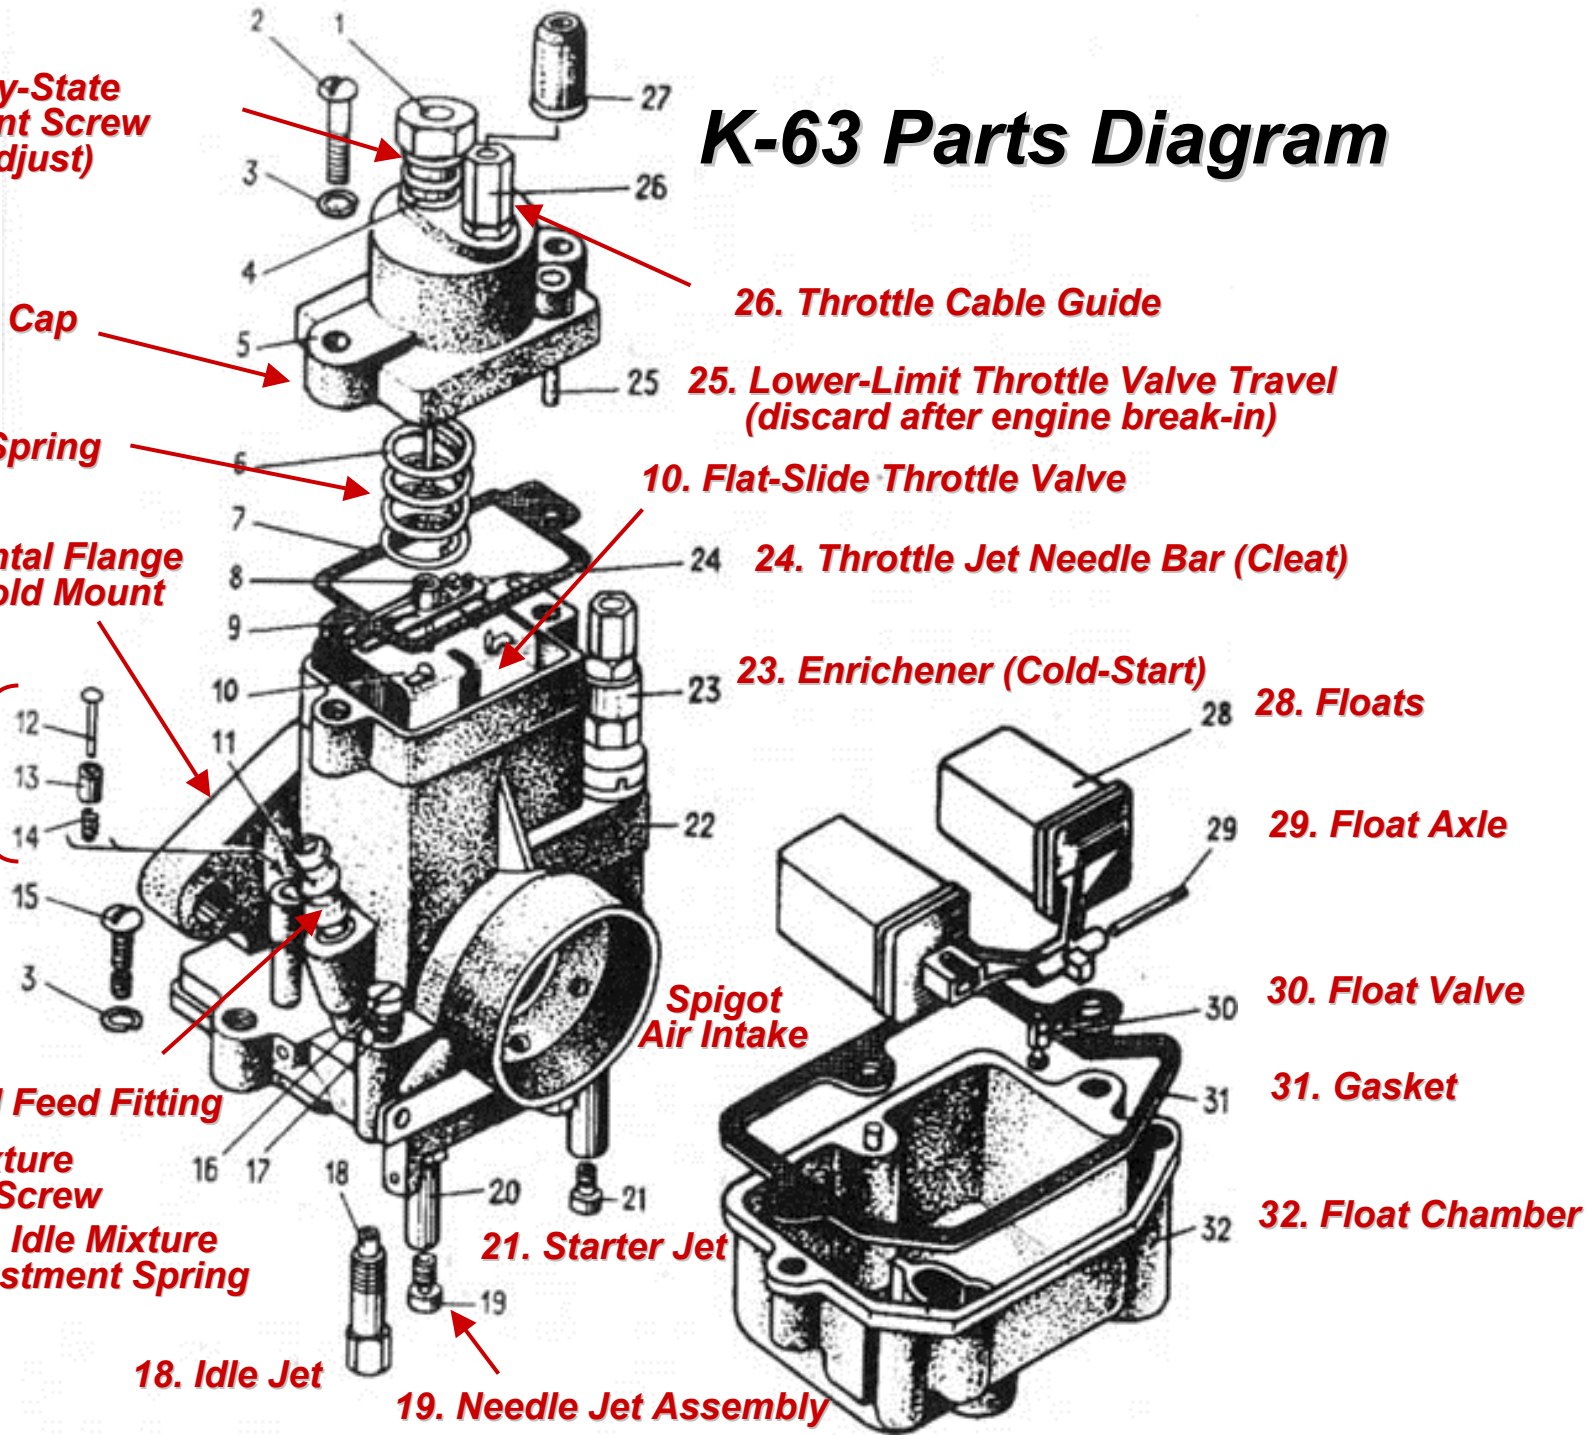 K-63 Parts Diagram
y-State
nt Screw
djust)
Cap
Spring
ntal Flange
old Mount
26. Throttle Cable Guide
25. Lower-Limit Throttle Valve Travel
(discard after engine break-in)
10. Flat-Slide Throttle Valve
24. Throttle Jet Needle Bar (Cleat)
23. Enrichener (Cold-Start)
28. Floats
29. Float Axle
30. Float Valve
31. Gasket
32. Float Chamber
Spigot
Air Intake
l Feed Fitting
xture
Screw
Idle Mixture
stment Spring
18. Idle Jet
19. Needle Jet Assembly
21. Starter Jet
2
1
27
3
26
4
5
25
6
7
8
24
9
10
23
11
12
13
14
22
15
3
16
17
18
20
21
19
28
29
30
31
32